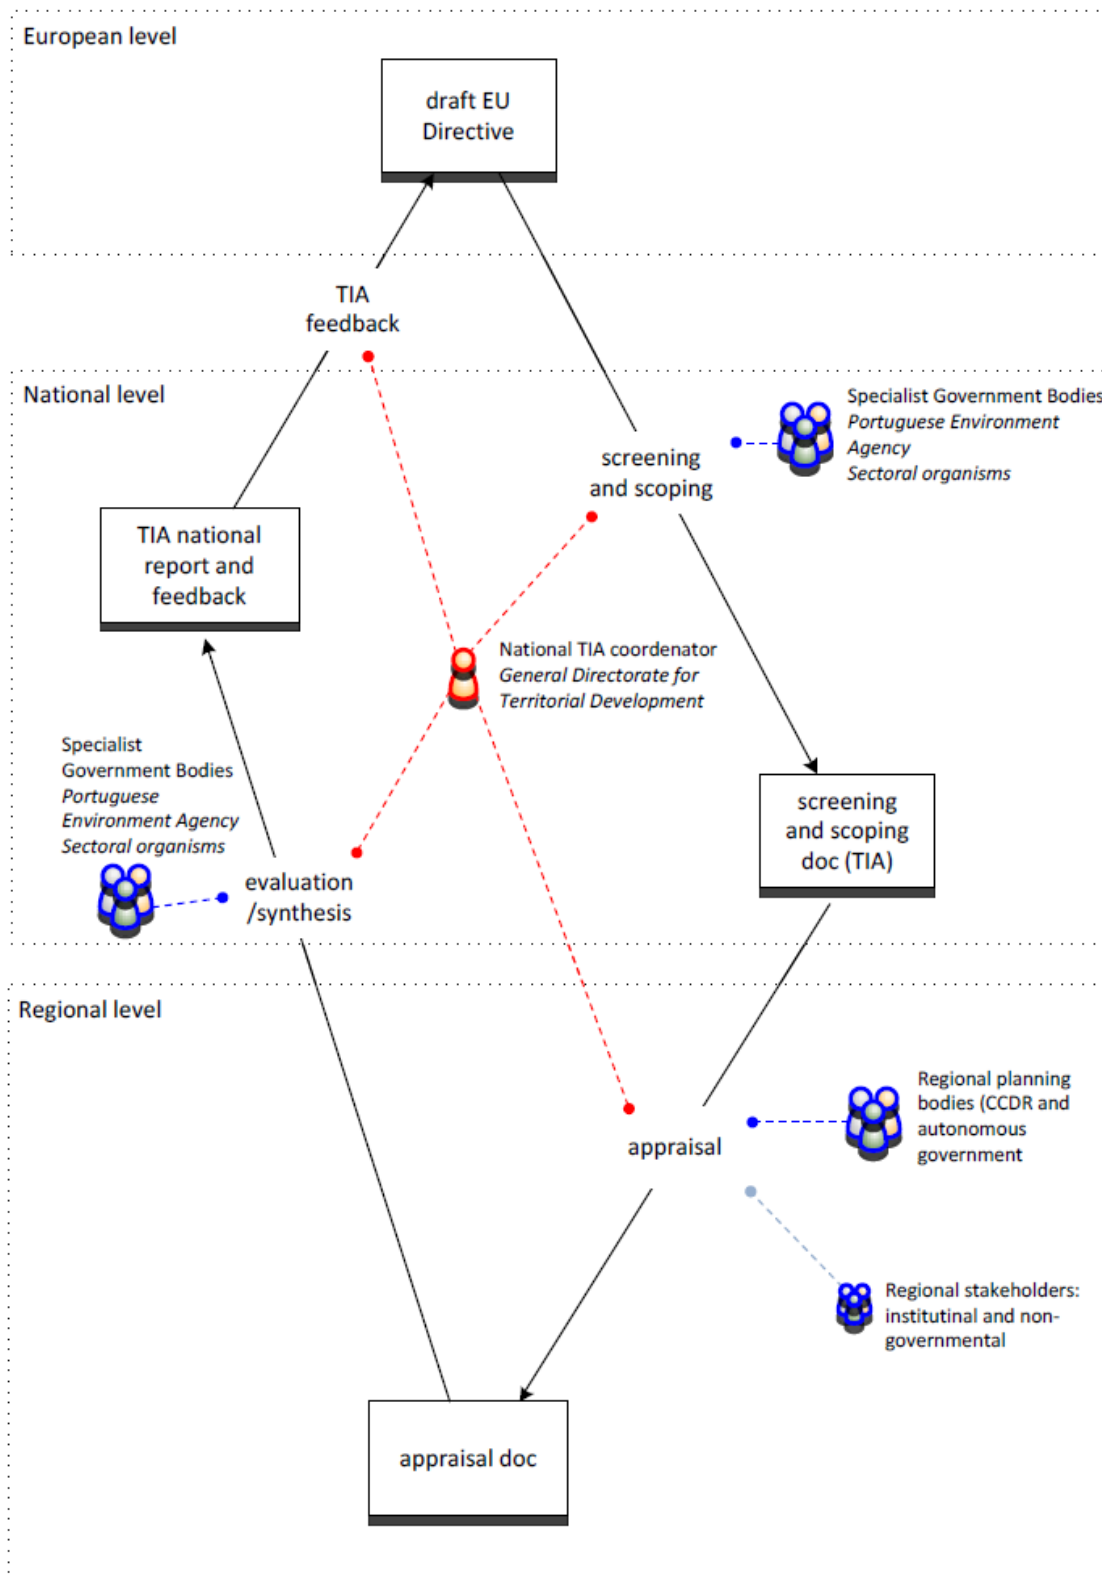 European level
draft EU
Directive
TIA
feedback
National level
Specialist Government Bodies
Portuguese Environment
Agency
Sectoral organisms
screening
and scoping
TIA national
report and
feedback
National TIA coordenator
General Directorate for
Territorial Development
Specialist
Government Bodies
Portuguese
Environment Agency
Sectoral organisms
screening
and scoping
doc (TIA)
evaluation
/synthesis
Regional level
Regional planning
bodies (CCDR and
autonomous
government
appraisal
Regional stakeholders:
institutinal and non-
governmental
appraisal doc